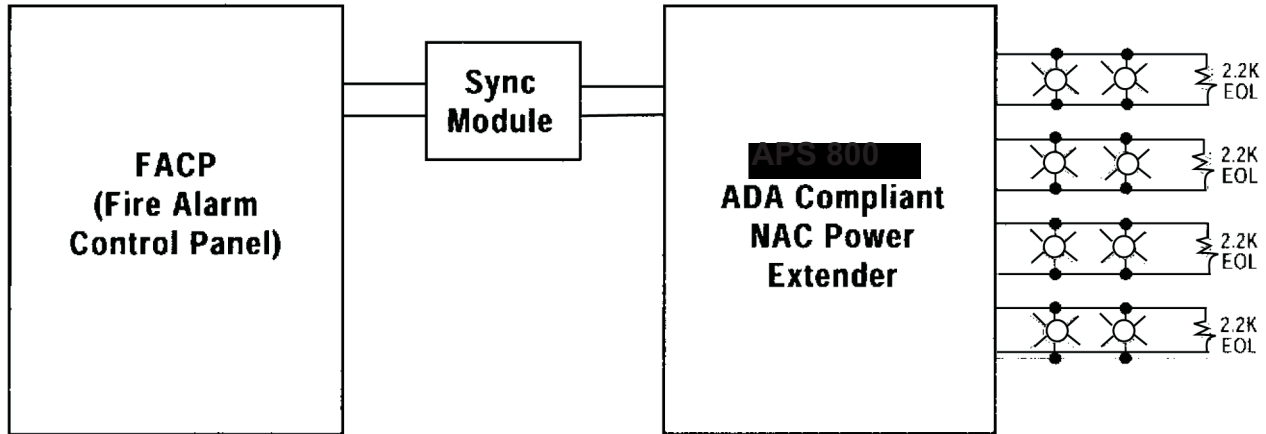 FACP
(Fire Alarm
Control Panel)
Sync
Module
APS 800
ADA Compliant
NAC Power
Extender
2.2K
EOL
2.2K
EOL
2.2K
EOL
2.2K
EOL